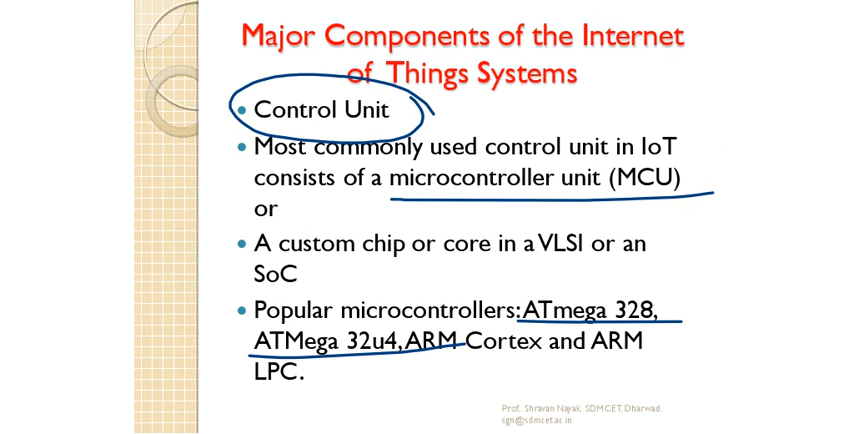 Major Components of the Internet
of Things Systems
• Control Unit
• Most commonly used control unit in IoT
consists of a microcontroller unit (MCU)
or
• A custom chip or core in a VLSI or an
SoC
• Popular microcontrollers: ATmega 328,
ATMega 32u4, ARM Cortex and ARM
LPC.
Prof. Shravan Nayak, SDMCET, Dharwad.
sgn@sdmcet.ac.in